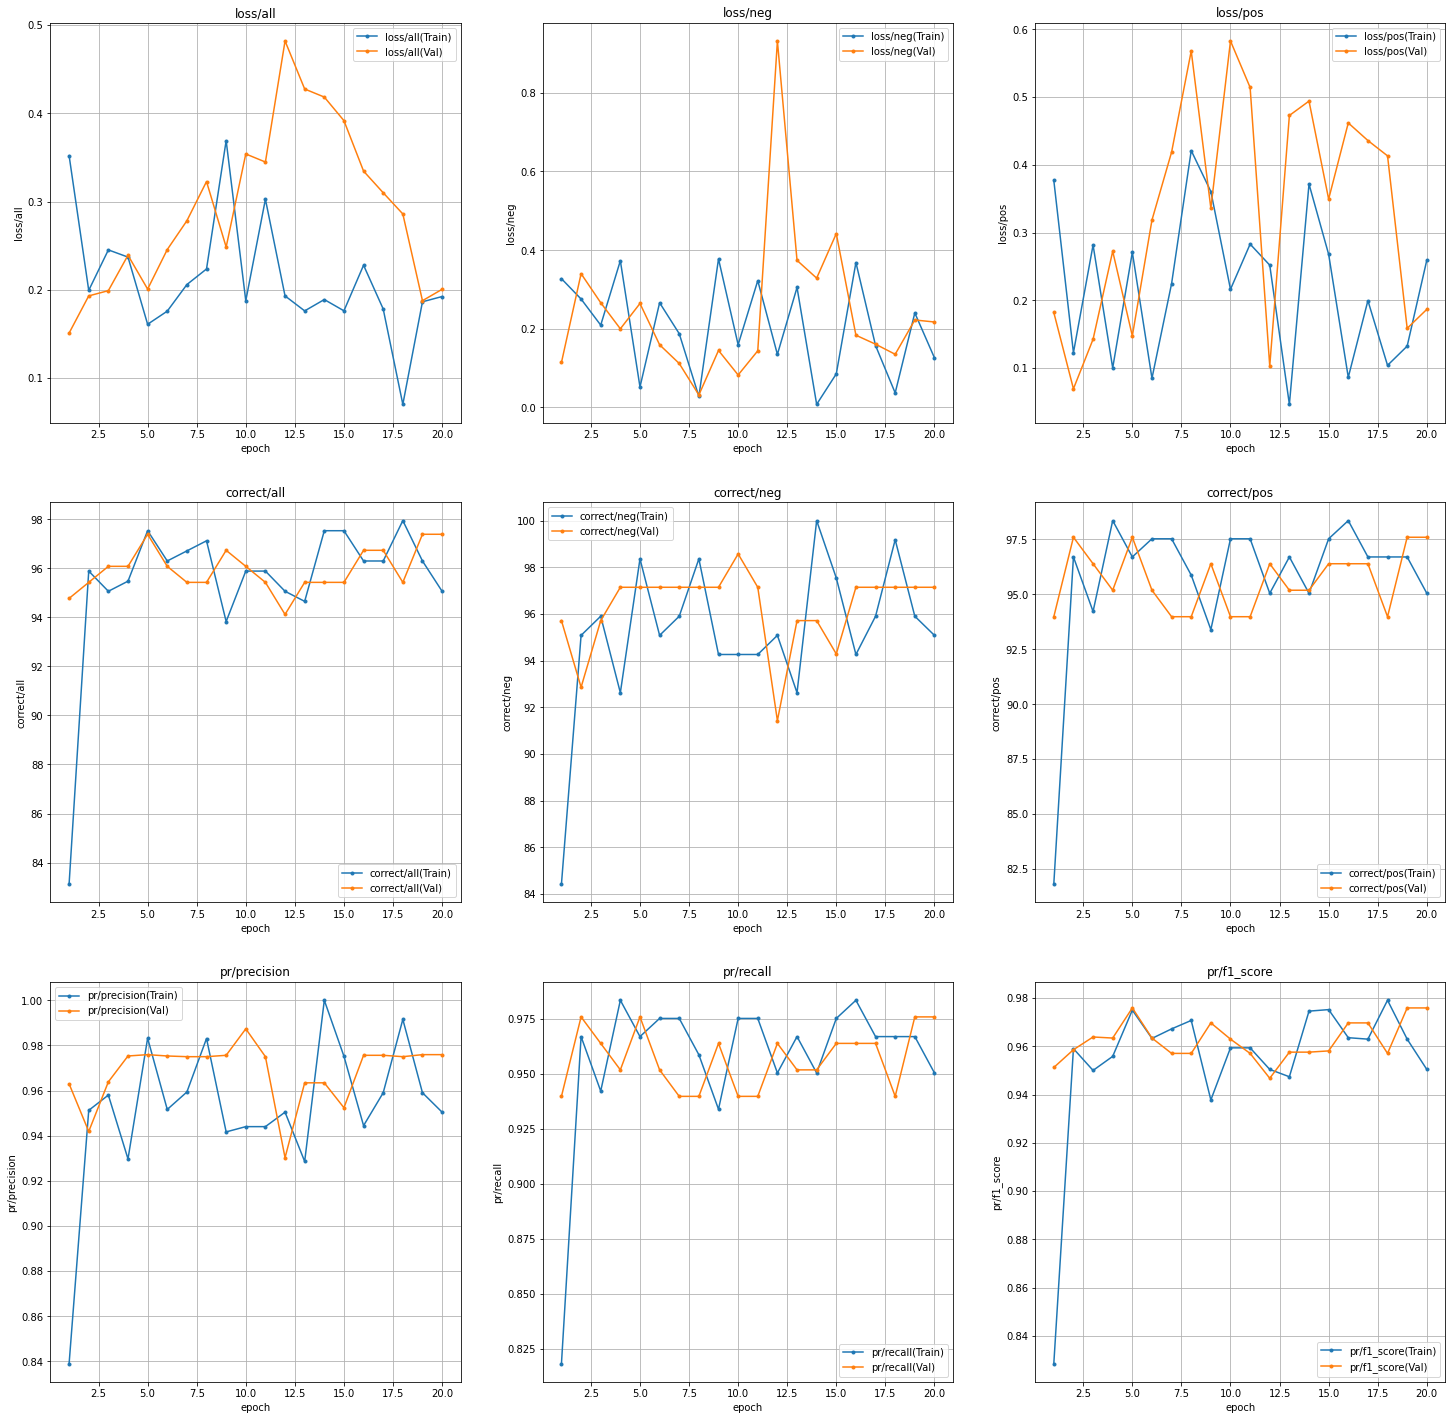 loss/all
loss/all(Train)
loss/all(Val)
0.5
0.4
0.3
0.2
0.1
loss/all
2.5 5.0 7.5 10.0 12.5 15.0 17.5 20.0
epoch
loss/neg
loss/neg(Train)
loss/neg(Val)
0.8
0.6
0.4
0.2
0.0
loss/neg
2.5 5.0 7.5 10.0 12.5 15.0 17.5 20.0
epoch
loss/pos
loss/pos(Train)
loss/pos(Val)
0.6
0.5
0.4
0.3
0.2
0.1
loss/pos
2.5 5.0 7.5 10.0 12.5 15.0 17.5 20.0
epoch
correct/all
98
96
94
92
90
88
86
84
correct/all
correct/all(Train)
correct/all(Val)
2.5 5.0 7.5 10.0 12.5 15.0 17.5 20.0
epoch
correct/neg
correct/neg(Train)
correct/neg(Val)
100
98
96
94
92
90
88
86
84
correct/neg
2.5 5.0 7.5 10.0 12.5 15.0 17.5 20.0
epoch
correct/pos
97.5
95.0
92.5
90.0
87.5
85.0
82.5
correct/pos
correct/pos(Train)
correct/pos(Val)
2.5 5.0 7.5 10.0 12.5 15.0 17.5 20.0
epoch
pr/precision
pr/precision(Train)
pr/precision(Val)
1.00
0.98
0.96
0.94
0.92
0.90
0.88
0.86
0.84
pr/precision
2.5 5.0 7.5 10.0 12.5 15.0 17.5 20.0
epoch
pr/recall
0.975
0.950
0.925
0.900
0.875
0.850
0.825
pr/recall
pr/recall(Train)
pr/recall(Val)
2.5 5.0 7.5 10.0 12.5 15.0 17.5 20.0
epoch
pr/f1_score
0.98
0.96
0.94
0.92
0.90
0.88
0.86
0.84
pr/f1_score
pr/f1_score(Train)
pr/f1_score(Val)
2.5 5.0 7.5 10.0 12.5 15.0 17.5 20.0
epoch